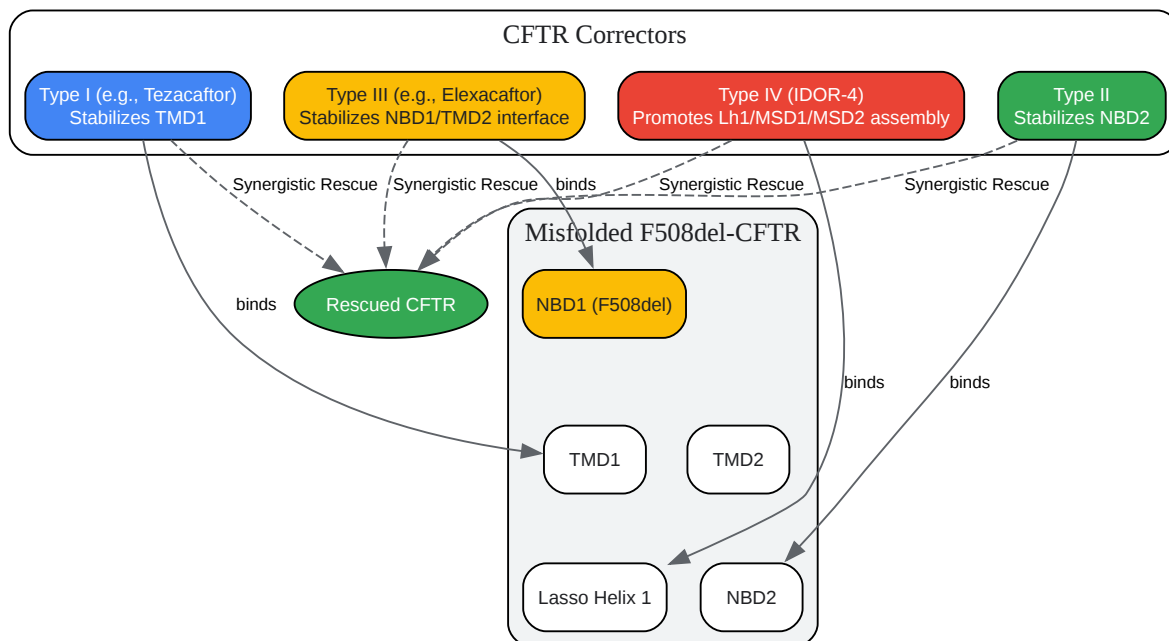 CFTR Correctors
Type I (e.g., Tezacaftor)
Stabilizes TMD1
Type III (e.g., Elexacaftor)
Stabilizes NBD1/TMD2 interface
Type IV (IDOR-4)
Promotes Lh1/MSD1/MSD2 assembly
Type II
Stabilizes NBD2
Synergistic Rescue
Synergistic Rescue
binds
Synergistic Rescue
Synergistic Rescue
Misfolded F508del-CFTR
binds
Rescued CFTR
NBD1 (F508del)
binds
binds
TMD1
TMD2
Lasso Helix 1
NBD2